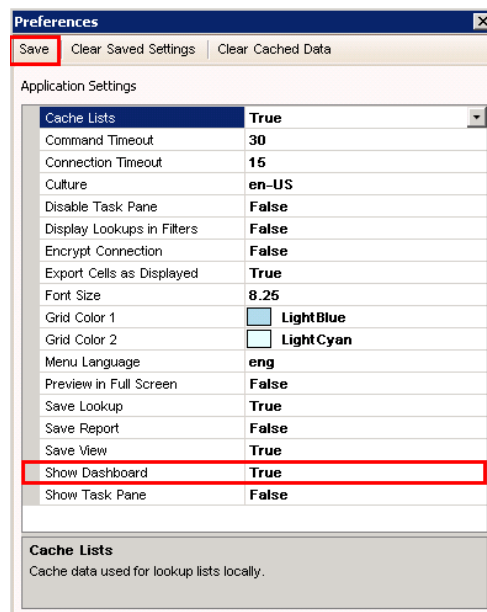 Preferences
Save Clear Saved Settings Clear Cached Data
Application Settings
Cache Lists True
Command Timeout 30
Connection Timeout 15
Culture en-US
Disable Task Pane False
Display Lookups in Filters False
Encrypt Connection False
Export Cells as Displayed True
Font Size 8.25
Grid Color 1 LightBlue
Grid Color 2 LightCyan
Menu Language eng
Preview in Full Screen False
Save Lookup True
Save Report False
Save View True
Show Dashboard True
Show Task Pane False
Cache Lists
Cache data used for lookup lists locally.